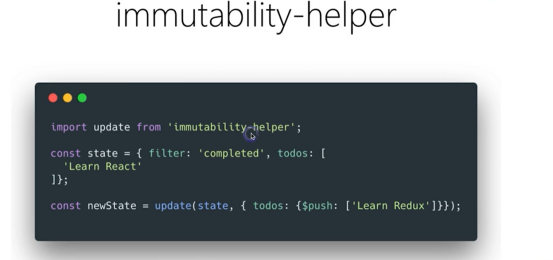 immutability-helper
import update from 'immutability-helper';
const state = { filter: 'completed', todos: [
'Learn React'
]};
const newState = update(state, { todos: {$push: ['Learn Redux']}});